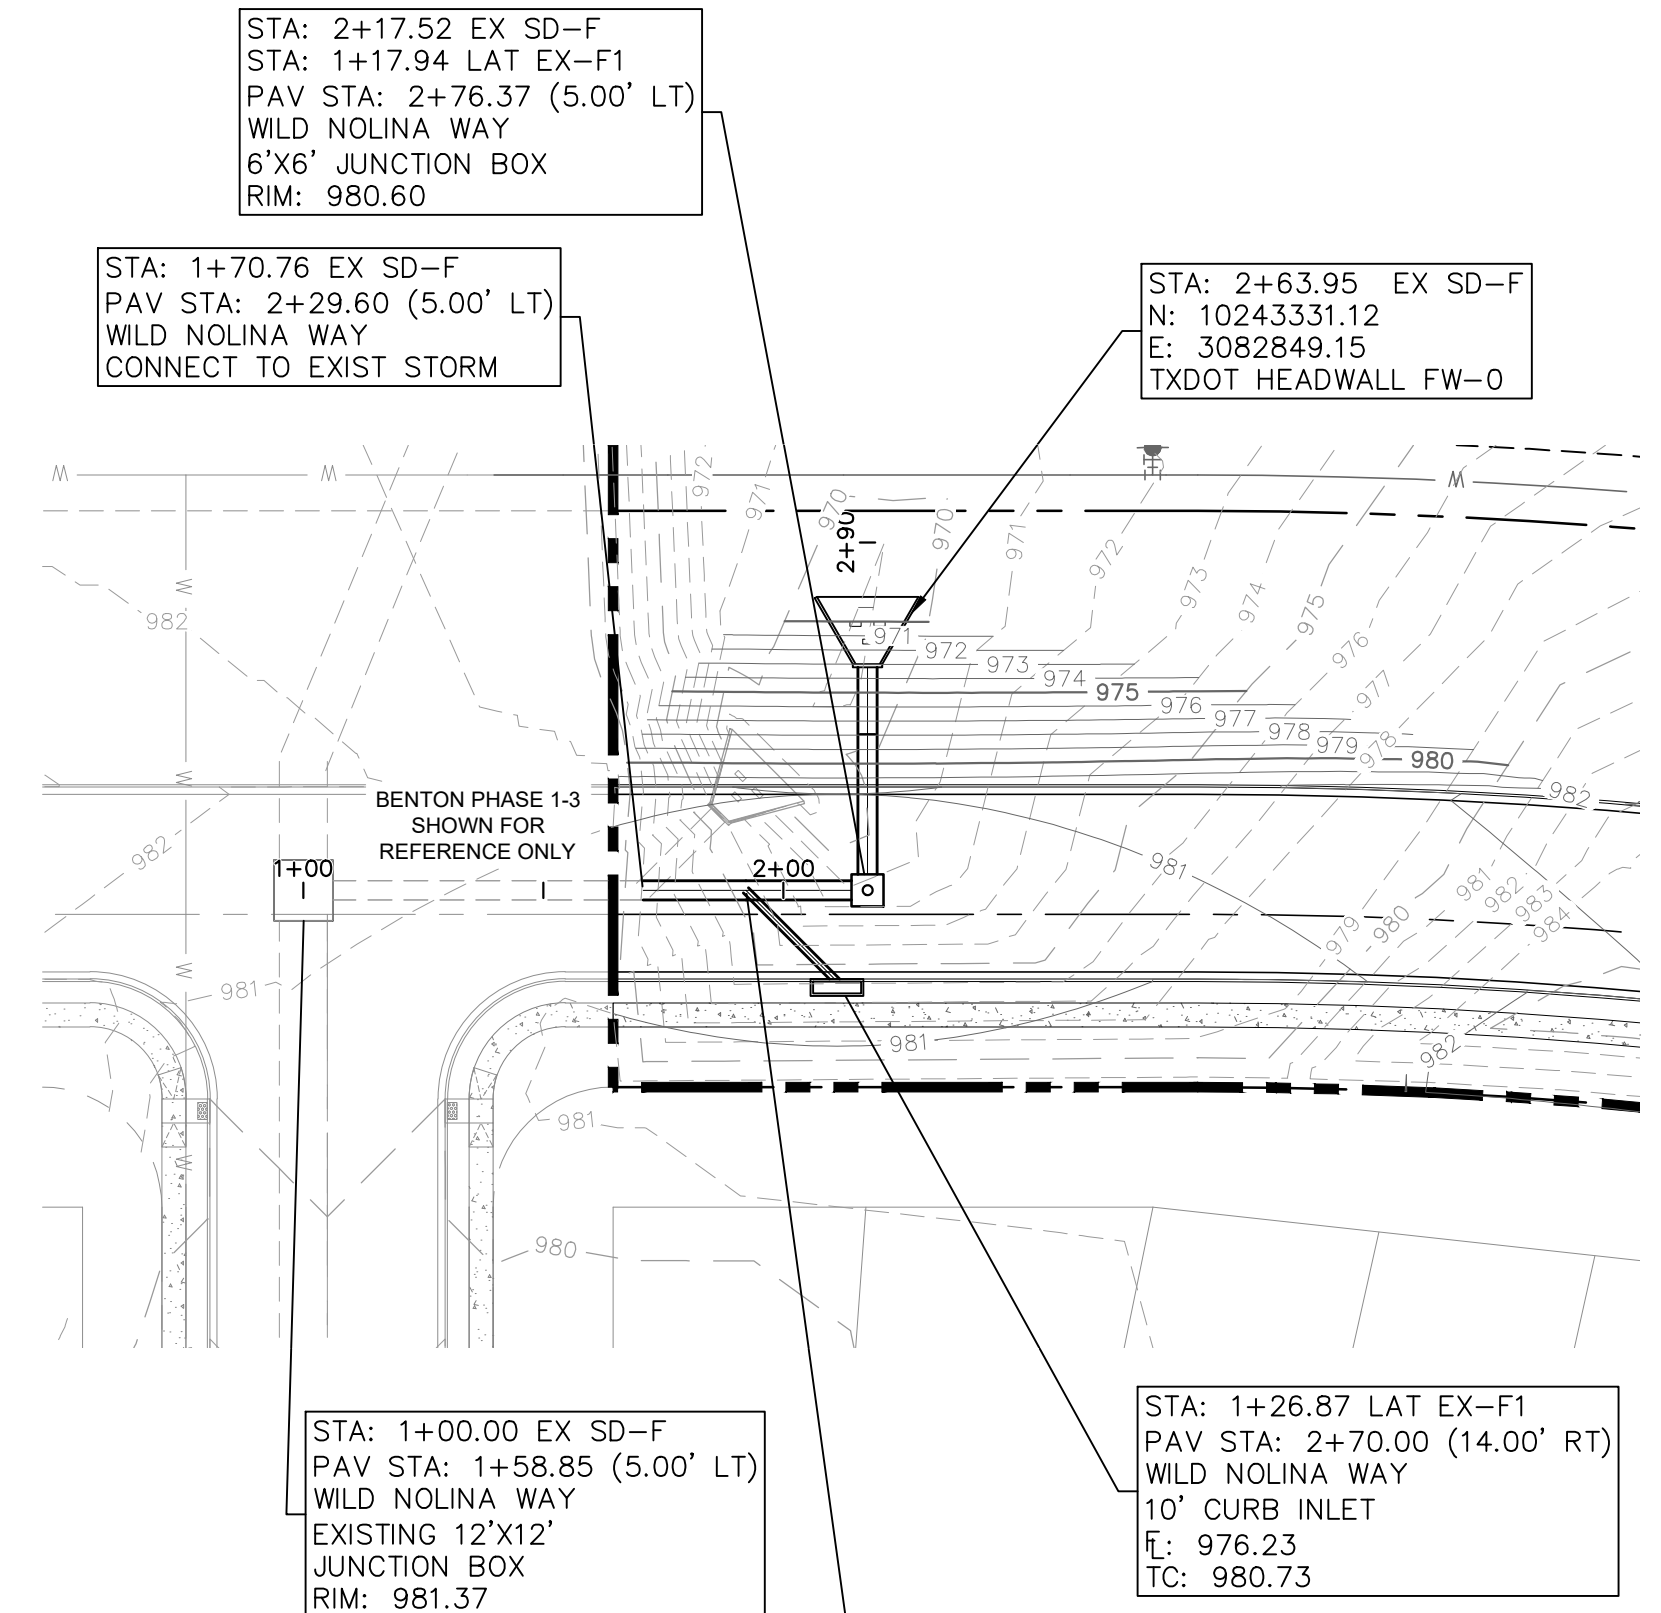 STA: 2+17.52 EX SD-F
STA: 1+17.94 LAT EX-F1
PAV STA: 2+76.37 (5.00' LT)
WILD NOLINA WAY
6'X6' JUNCTION BOX
RIM: 980.60
STA: 1+70.76 EX SD-F
PAV STA: 2+29.60 (5.00' LT)
WILD NOLINA WAY
CONNECT TO EXIST STORM
STA: 2+63.95 EX SD-F
N: 10243331.12
E: 3082849.15
TXDOT HEADWALL FW-0
W
W
W
972
971
970
2+90
970
971
972
973
974
975
976
977
978
W
982
971
972
973
974
975
976
977
978
979
980
982
W
BENTON PHASE 1-3
SHOWN FOR
REFERENCE ONLY
982
1+00
2+00
981
981
982
983
984
979
980
W
981
981
982
W
981
980
STA: 1+00.00 EX SD-F
PAV STA: 1+58.85 (5.00' LT)
WILD NOLINA WAY
EXISTING 12'X12'
JUNCTION BOX
RIM: 981.37
STA: 1+26.87 LAT EX-F1
PAV STA: 2+70.00 (14.00' RT)
WILD NOLINA WAY
10' CURB INLET
FL: 976.23
TC: 980.73